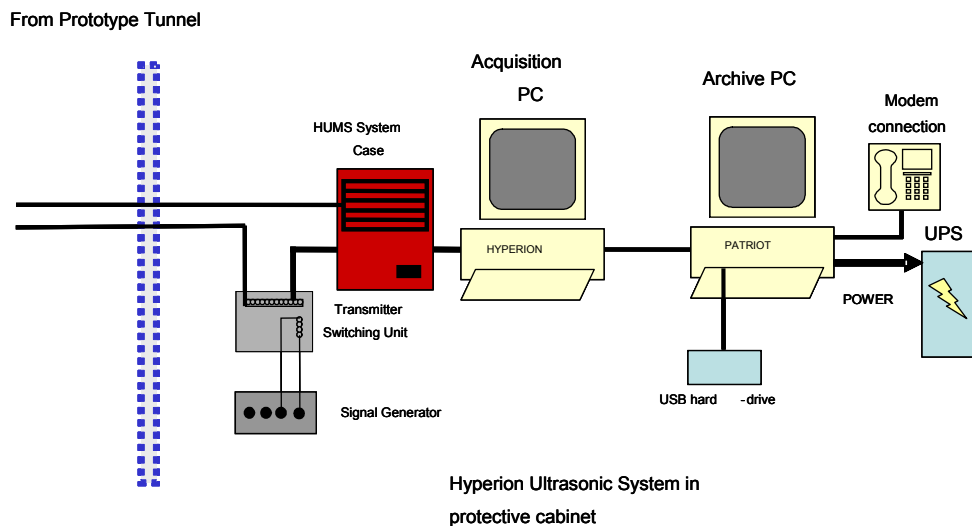 From Prototype Tunnel
Acquisition
PC
Archive PC
Modem
connection
HUMS System
Case
HYPERION
PATRIOT
UPS
POWER
Transmitter
Switching Unit
USB hard -drive
Signal Generator
Hyperion Ultrasonic System in
protective cabinet